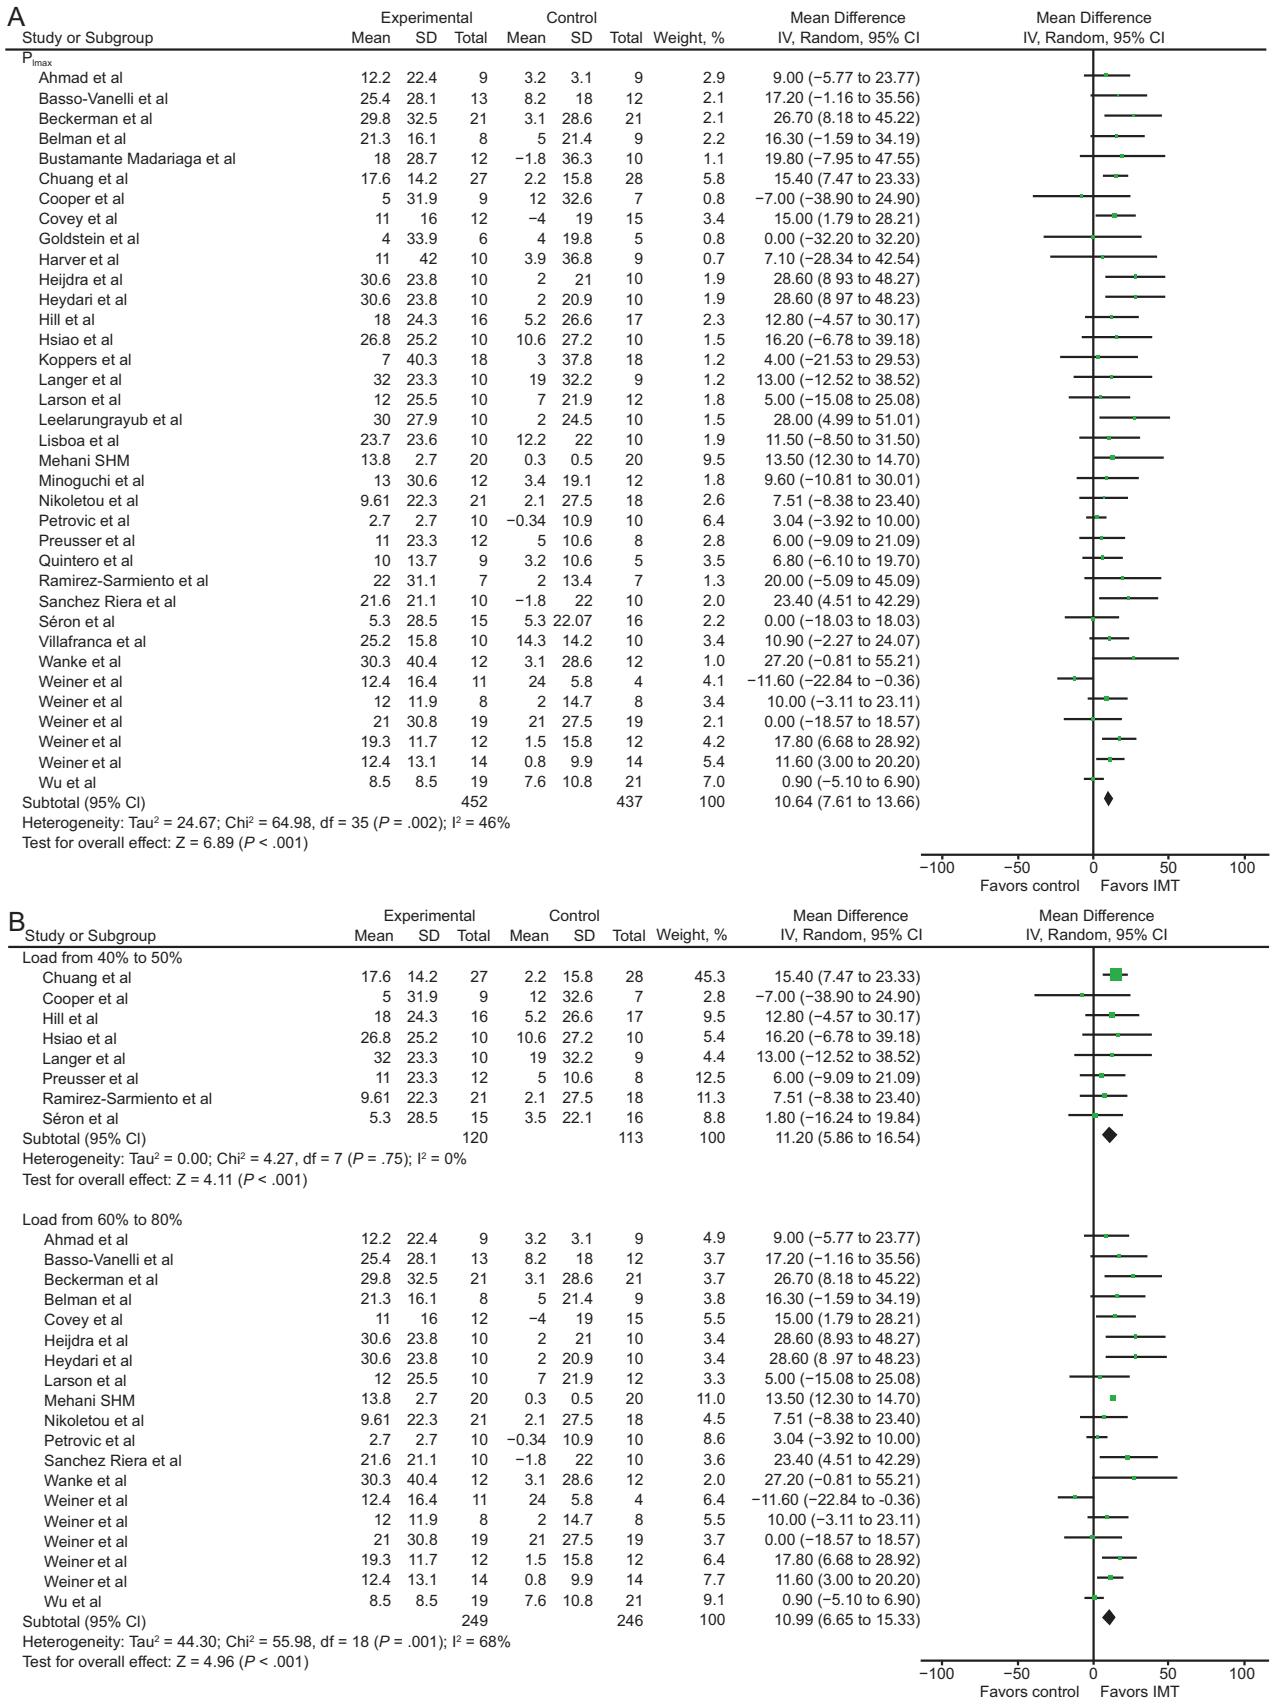 A
Experimental Control Mean Difference Mean Difference
Study or Subgroup Mean SD Total Mean SD Total Weight, % IV, Random, 95% CI IV, Random, 95% CI
PImax
Ahmad et al 12.2 22.4 9 3.2 3.1 9 2.9 9.00 (−5.77 to 23.77)
Basso-Vanelli et al 25.4 28.1 13 8.2 18 12 2.1 17.20 (−1.16 to 35.56)
Beckerman et al 29.8 32.5 21 3.1 28.6 21 2.1 26.70 (8.18 to 45.22)
Belman et al 21.3 16.1 8 5 21.4 9 2.2 16.30 (−1.59 to 34.19)
Bustamante Madariaga et al 18 28.7 12 −1.8 36.3 10 1.1 19.80 (−7.95 to 47.55)
Chuang et al 17.6 14.2 27 2.2 15.8 28 5.8 15.40 (7.47 to 23.33)
Cooper et al 5 31.9 9 12 32.6 7 0.8 −7.00 (−38.90 to 24.90)
Covey et al 11 16 12 −4 19 15 3.4 15.00 (1.79 to 28.21)
Goldstein et al 4 33.9 6 4 19.8 5 0.8 0.00 (−32.20 to 32.20)
Harver et al 11 42 10 3.9 36.8 9 0.7 7.10 (−28.34 to 42.54)
Heijdra et al 30.6 23.8 10 2 21 10 1.9 28.60 (8 93 to 48.27)
Heydari et al 30.6 23.8 10 2 20.9 10 1.9 28.60 (8 97 to 48.23)
Hill et al 18 24.3 16 5.2 26.6 17 2.3 12.80 (−4.57 to 30.17)
Hsiao et al 26.8 25.2 10 10.6 27.2 10 1.5 16.20 (−6.78 to 39.18)
Koppers et al 7 40.3 18 3 37.8 18 1.2 4.00 (−21.53 to 29.53)
Langer et al 32 23.3 10 19 32.2 9 1.2 13.00 (−12.52 to 38.52)
Larson et al 12 25.5 10 7 21.9 12 1.8 5.00 (−15.08 to 25.08)
Leelarungrayub et al 30 27.9 10 2 24.5 10 1.5 28.00 (4.99 to 51.01)
Lisboa et al 23.7 23.6 10 12.2 22 10 1.9 11.50 (−8.50 to 31.50)
Mehani SHM 13.8 2.7 20 0.3 0.5 20 9.5 13.50 (12.30 to 14.70)
Minoguchi et al 13 30.6 12 3.4 19.1 12 1.8 9.60 (−10.81 to 30.01)
Nikoletou et al 9.61 22.3 21 2.1 27.5 18 2.6 7.51 (−8.38 to 23.40)
Petrovic et al 2.7 2.7 10 −0.34 10.9 10 6.4 3.04 (−3.92 to 10.00)
Preusser et al 11 23.3 12 5 10.6 8 2.8 6.00 (−9.09 to 21.09)
Quintero et al 10 13.7 9 3.2 10.6 5 3.5 6.80 (−6.10 to 19.70)
Ramirez-Sarmiento et al 22 31.1 7 2 13.4 7 1.3 20.00 (−5.09 to 45.09)
Sanchez Riera et al 21.6 21.1 10 −1.8 22 10 2.0 23.40 (4.51 to 42.29)
Séron et al 5.3 28.5 15 5.3 22.07 16 2.2 0.00 (−18.03 to 18.03)
Villafranca et al 25.2 15.8 10 14.3 14.2 10 3.4 10.90 (−2.27 to 24.07)
Wanke et al 30.3 40.4 12 3.1 28.6 12 1.0 27.20 (−0.81 to 55.21)
Weiner et al 12.4 16.4 11 24 5.8 4 4.1 −11.60 (−22.84 to −0.36)
Weiner et al 12 11.9 8 2 14.7 8 3.4 10.00 (−3.11 to 23.11)
Weiner et al 21 30.8 19 21 27.5 19 2.1 0.00 (−18.57 to 18.57)
Weiner et al 19.3 11.7 12 1.5 15.8 12 4.2 17.80 (6.68 to 28.92)
Weiner et al 12.4 13.1 14 0.8 9.9 14 5.4 11.60 (3.00 to 20.20)
Wu et al 8.5 8.5 19 7.6 10.8 21 7.0 0.90 (−5.10 to 6.90)
Subtotal (95% CI) 452 437 100 10.64 (7.61 to 13.66)
Heterogeneity: Tau² = 24.67; Chi² = 64.98, df = 35 (P = .002); I² = 46%
Test for overall effect: Z = 6.89 (P < .001)
−100 −50 0 50 100
Favors control Favors IMT
B
Experimental Control Mean Difference Mean Difference
Study or Subgroup Mean SD Total Mean SD Total Weight, % IV, Random, 95% CI IV, Random, 95% CI
Load from 40% to 50%
Chuang et al 17.6 14.2 27 2.2 15.8 28 45.3 15.40 (7.47 to 23.33)
Cooper et al 5 31.9 9 12 32.6 7 2.8 −7.00 (−38.90 to 24.90)
Hill et al 18 24.3 16 5.2 26.6 17 9.5 12.80 (−4.57 to 30.17)
Hsiao et al 26.8 25.2 10 10.6 27.2 10 5.4 16.20 (−6.78 to 39.18)
Langer et al 32 23.3 10 19 32.2 9 4.4 13.00 (−12.52 to 38.52)
Preusser et al 11 23.3 12 5 10.6 8 12.5 6.00 (−9.09 to 21.09)
Ramirez-Sarmiento et al 9.61 22.3 21 2.1 27.5 18 11.3 7.51 (−8.38 to 23.40)
Séron et al 5.3 28.5 15 3.5 22.1 16 8.8 1.80 (−16.24 to 19.84)
Subtotal (95% CI) 120 113 100 11.20 (5.86 to 16.54)
Heterogeneity: Tau² = 0.00; Chi² = 4.27, df = 7 (P = .75); I² = 0%
Test for overall effect: Z = 4.11 (P < .001)
Load from 60% to 80%
Ahmad et al 12.2 22.4 9 3.2 3.1 9 4.9 9.00 (−5.77 to 23.77)
Basso-Vanelli et al 25.4 28.1 13 8.2 18 12 3.7 17.20 (−1.16 to 35.56)
Beckerman et al 29.8 32.5 21 3.1 28.6 21 3.7 26.70 (8.18 to 45.22)
Belman et al 21.3 16.1 8 5 21.4 9 3.8 16.30 (−1.59 to 34.19)
Covey et al 11 16 12 −4 19 15 5.5 15.00 (1.79 to 28.21)
Heijdra et al 30.6 23.8 10 2 21 10 3.4 28.60 (8.93 to 48.27)
Heydari et al 30.6 23.8 10 2 20.9 10 3.4 28.60 (8 .97 to 48.23)
Larson et al 12 25.5 10 7 21.9 12 3.3 5.00 (−15.08 to 25.08)
Mehani SHM 13.8 2.7 20 0.3 0.5 20 11.0 13.50 (12.30 to 14.70)
Nikoletou et al 9.61 22.3 21 2.1 27.5 18 4.5 7.51 (−8.38 to 23.40)
Petrovic et al 2.7 2.7 10 −0.34 10.9 10 8.6 3.04 (−3.92 to 10.00)
Sanchez Riera et al 21.6 21.1 10 −1.8 22 10 3.6 23.40 (4.51 to 42.29)
Wanke et al 30.3 40.4 12 3.1 28.6 12 2.0 27.20 (−0.81 to 55.21)
Weiner et al 12.4 16.4 11 24 5.8 4 6.4 −11.60 (−22.84 to -0.36)
Weiner et al 12 11.9 8 2 14.7 8 5.5 10.00 (−3.11 to 23.11)
Weiner et al 21 30.8 19 21 27.5 19 3.7 0.00 (−18.57 to 18.57)
Weiner et al 19.3 11.7 12 1.5 15.8 12 6.4 17.80 (6.68 to 28.92)
Weiner et al 12.4 13.1 14 0.8 9.9 14 7.7 11.60 (3.00 to 20.20)
Wu et al 8.5 8.5 19 7.6 10.8 21 9.1 0.90 (−5.10 to 6.90)
Subtotal (95% CI) 249 246 100 10.99 (6.65 to 15.33)
Heterogeneity: Tau² = 44.30; Chi² = 55.98, df = 18 (P = .001); I² = 68%
Test for overall effect: Z = 4.96 (P < .001)
−100 −50 0 50 100
Favors control Favors IMT